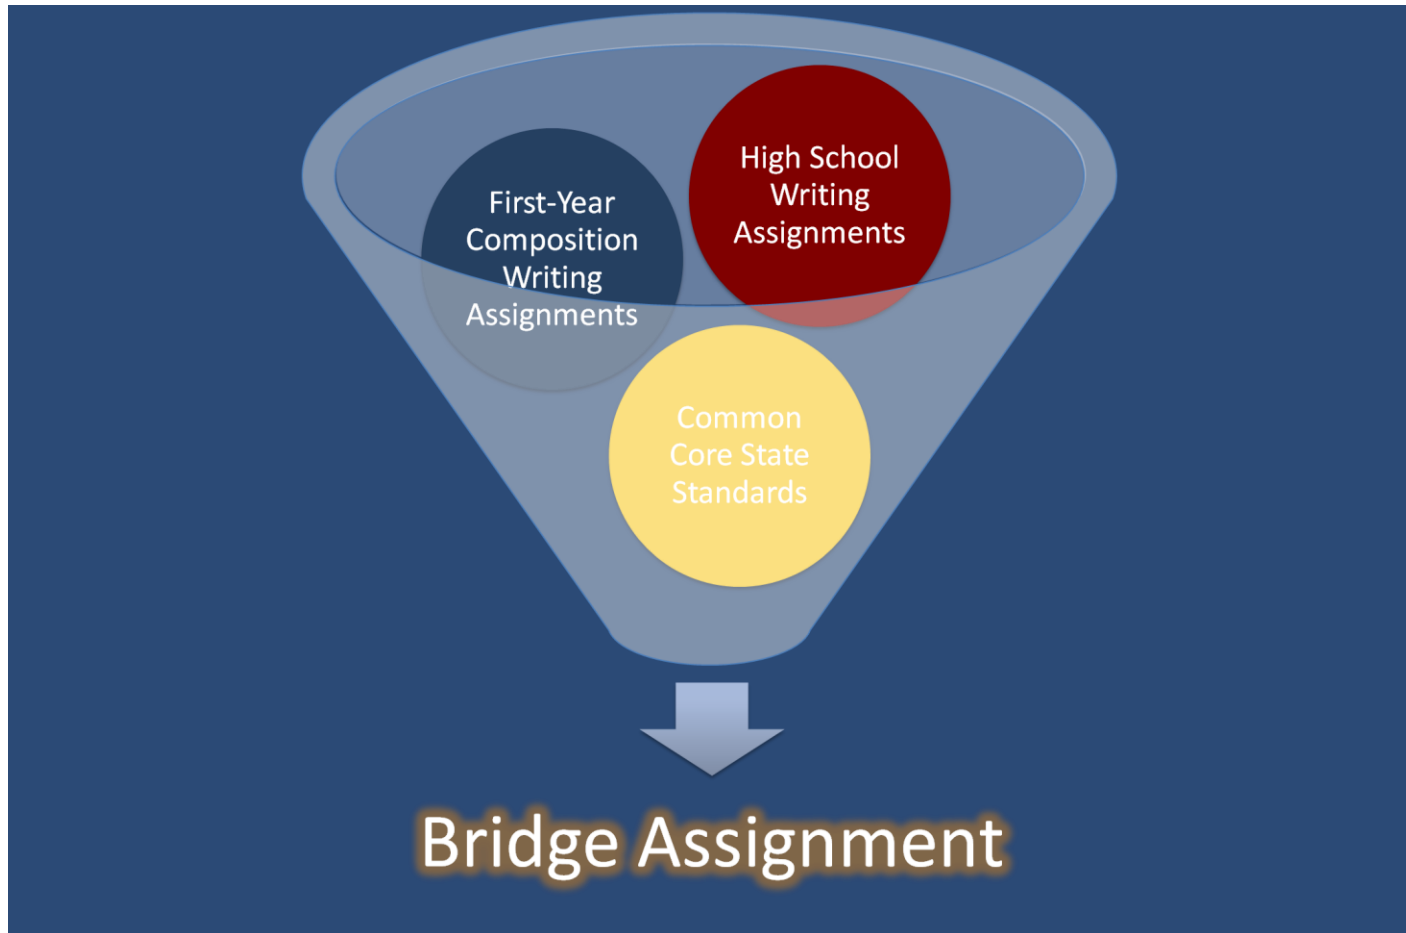 First-Year
Composition
Writing
Assignments
High School
Writing
Assignments
Common
Core State
Standards
Bridge Assignment